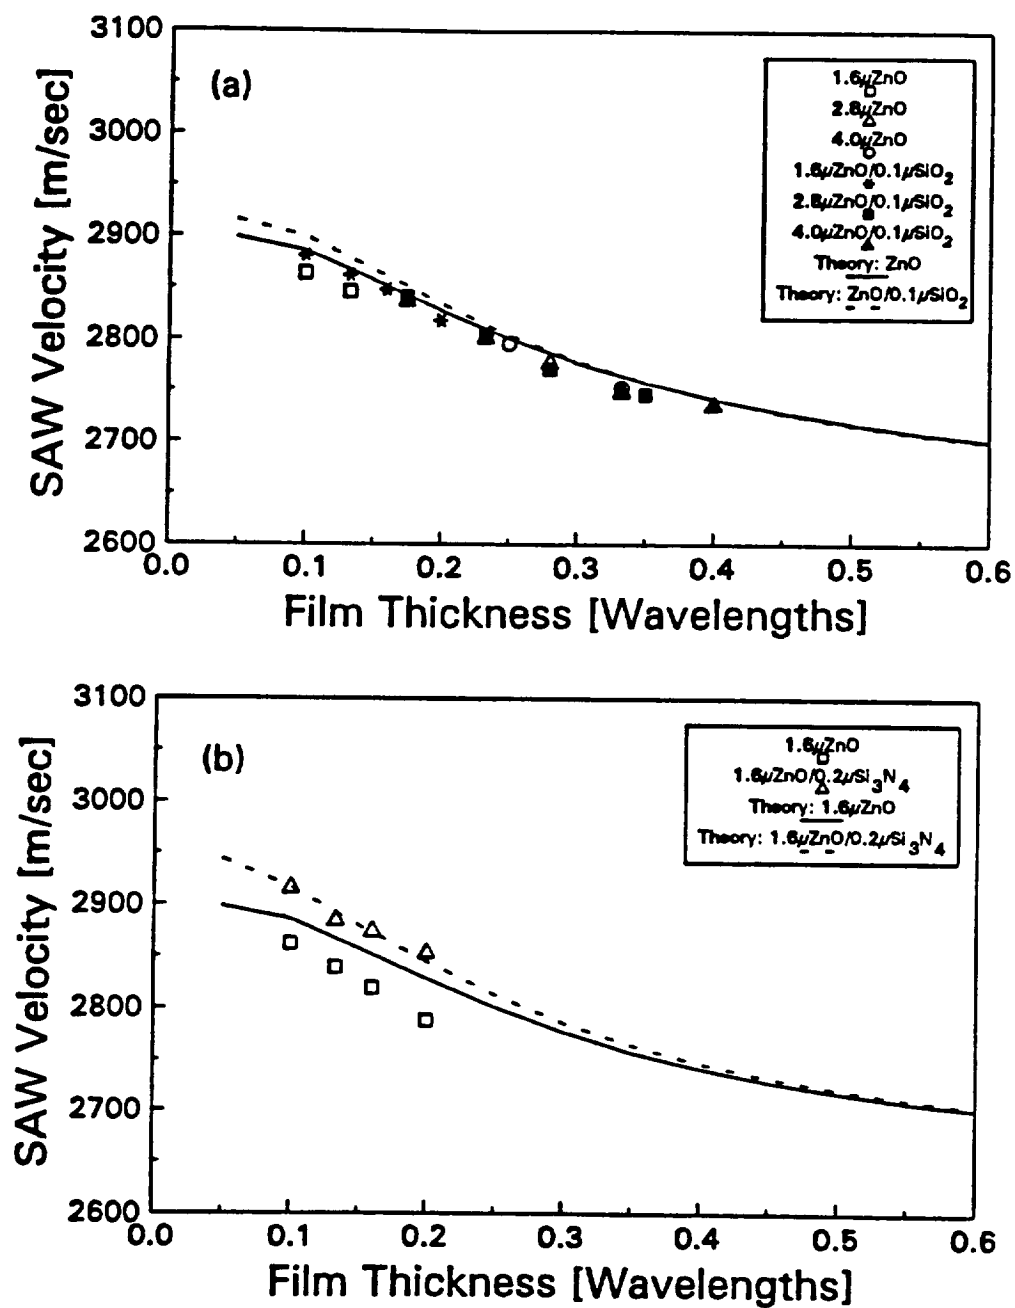 3100
3000
2900
2800
2700
2600
SAW Velocity [m/sec]
(a)
1.6μZnO
2.8μZnO
4.0μZnO
1.6μZnO/0.1μSiO₂
2.8μZnO/0.1μSiO₂
4.0μZnO/0.1μSiO₂
Theory: ZnO
Theory: ZnO/0.1μSiO₂
0.0 0.1 0.2 0.3 0.4 0.5 0.6
Film Thickness [Wavelengths]
3100
3000
2900
2800
2700
2600
SAW Velocity [m/sec]
(b)
1.6μZnO
1.6μZnO/0.2μSi₃N₄
Theory: 1.6μZnO
Theory: 1.6μZnO/0.2μSi₃N₄
0.0 0.1 0.2 0.3 0.4 0.5 0.6
Film Thickness [Wavelengths]